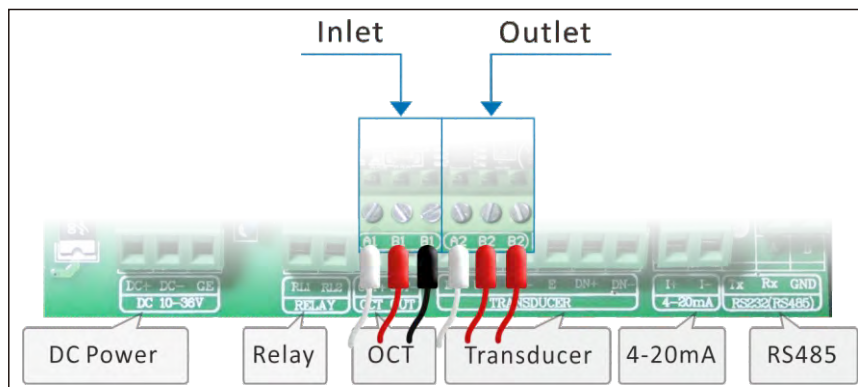 Inlet
Outlet
A1 B1 B1 A2 B2 B2
DC+ DC- GE
DC 10-36V
RL1 RL2
RELAY
OCT OUT
E DN+ DN-
TRANSDUCER
I+ I-
4-20mA
Tx Rx GND
RS232(RS485)
DC Power
Relay
OCT
Transducer
4-20mA
RS485